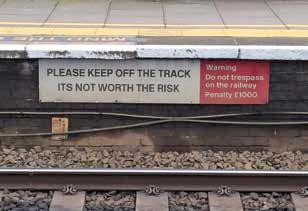 PLEASE KEEP OFF THE TRACK
ITS NOT WORTH THE RISK
Warning
Do not trespass
on the railway
Penalty £1000